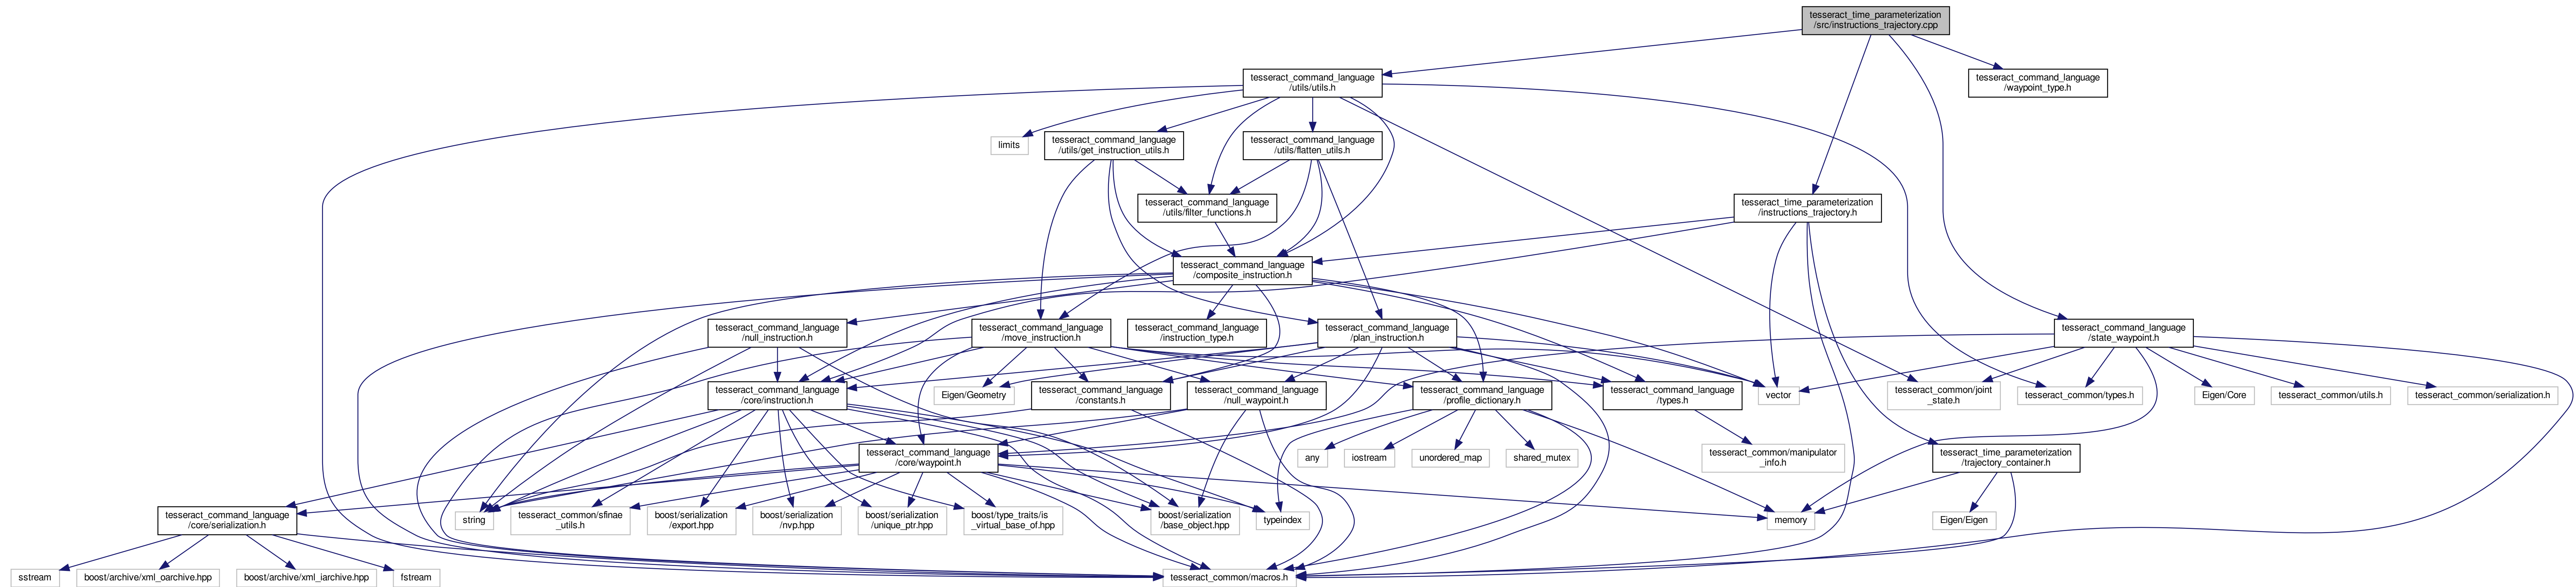 tesseract_time_parameterization
/src/instructions_trajectory.cpp
tesseract_command_language
/utils/utils.h
tesseract_command_language
/waypoint_type.h
limits
tesseract_command_language
/utils/get_instruction_utils.h
tesseract_command_language
/utils/flatten_utils.h
tesseract_command_language
/utils/filter_functions.h
tesseract_time_parameterization
/instructions_trajectory.h
tesseract_command_language
/composite_instruction.h
tesseract_command_language
/null_instruction.h
tesseract_command_language
/move_instruction.h
tesseract_command_language
/instruction_type.h
tesseract_command_language
/plan_instruction.h
tesseract_command_language
/state_waypoint.h
tesseract_command_language
/core/instruction.h
Eigen/Geometry
tesseract_command_language
/constants.h
tesseract_command_language
/null_waypoint.h
tesseract_command_language
/profile_dictionary.h
tesseract_command_language
/types.h
vector
tesseract_common/joint
_state.h
tesseract_common/types.h
Eigen/Core
tesseract_common/utils.h
tesseract_common/serialization.h
tesseract_command_language
/core/waypoint.h
any
iostream
unordered_map
shared_mutex
tesseract_common/manipulator
_info.h
tesseract_time_parameterization
/trajectory_container.h
tesseract_command_language
/core/serialization.h
string
tesseract_common/sfinae
_utils.h
boost/serialization
/export.hpp
boost/serialization
/nvp.hpp
boost/serialization
/unique_ptr.hpp
boost/type_traits/is
_virtual_base_of.hpp
boost/serialization
/base_object.hpp
typeindex
memory
Eigen/Eigen
sstream
boost/archive/xml_oarchive.hpp
boost/archive/xml_iarchive.hpp
fstream
tesseract_common/macros.h